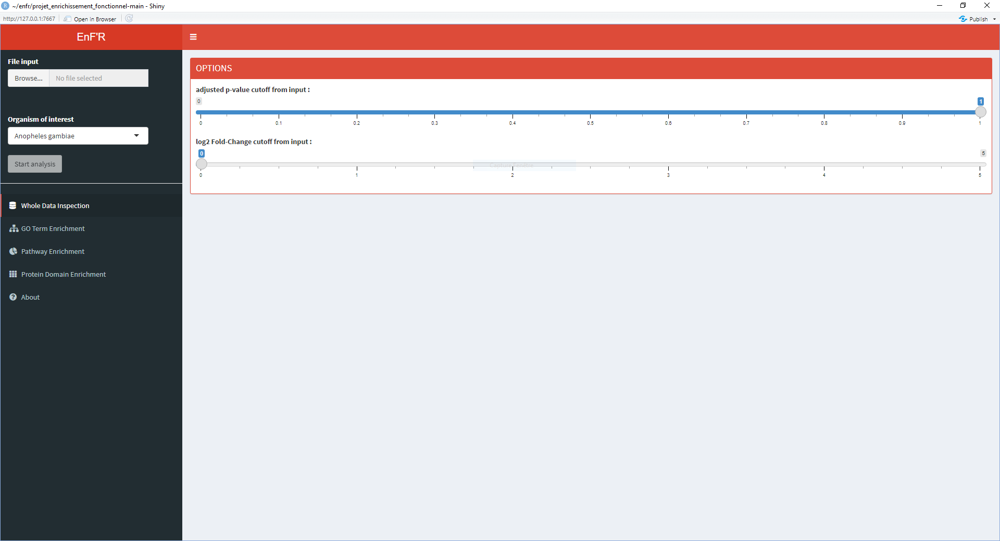 ~/enfr/projet_enrichissement_fonctionnel-main - Shiny
http://127.0.0.1:7667 Open in Browser Publish
EnF'R
File input
Browse... No file selected
Organism of interest
Anopheles gambiae
Start analysis
Whole Data Inspection
GO Term Enrichment
Pathway Enrichment
Protein Domain Enrichment
About
OPTIONS
adjusted p-value cutoff from input :
0 1
0 0.1 0.2 0.3 0.4 0.5 0.6 0.7 0.8 0.9 1
log2 Fold-Change cutoff from input :
0 5
Capture Fenêtre
0 1 2 3 4 5